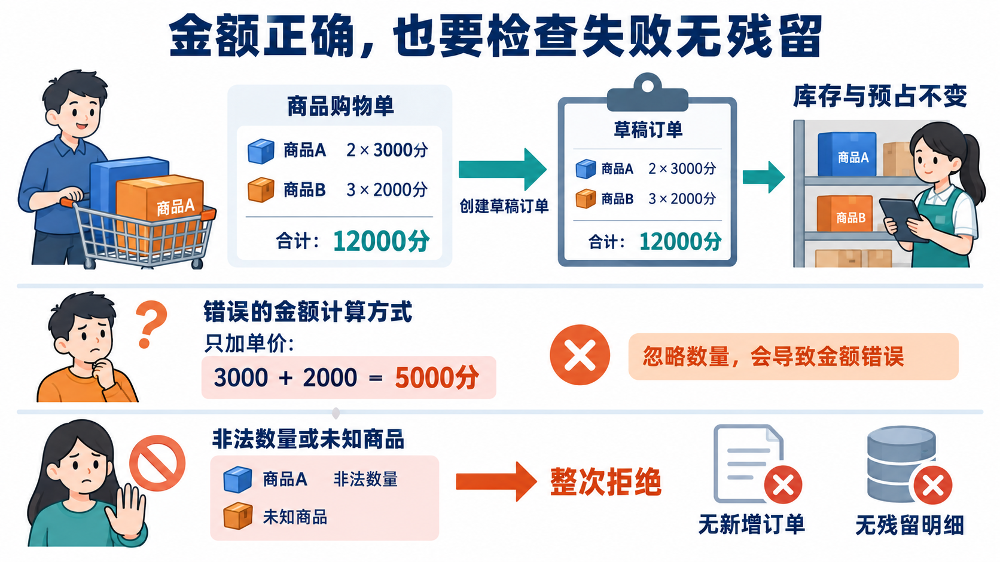 金额正确，也要检查失败无残留
商品A
商品购物单
商品A 2×3000分
商品B 3×2000分
合计：12000分
创建草稿订单
草稿订单
商品A 2×3000分
商品B 3×2000分
合计：12000分
库存与预占不变
商品A
商品B
?
错误的金额计算方式
只加单价：
3000 + 2000 = 5000分
忽略数量，会导致金额错误
非法数量或未知商品
商品A 非法数量
未知商品
整次拒绝
无新增订单
无残留明细